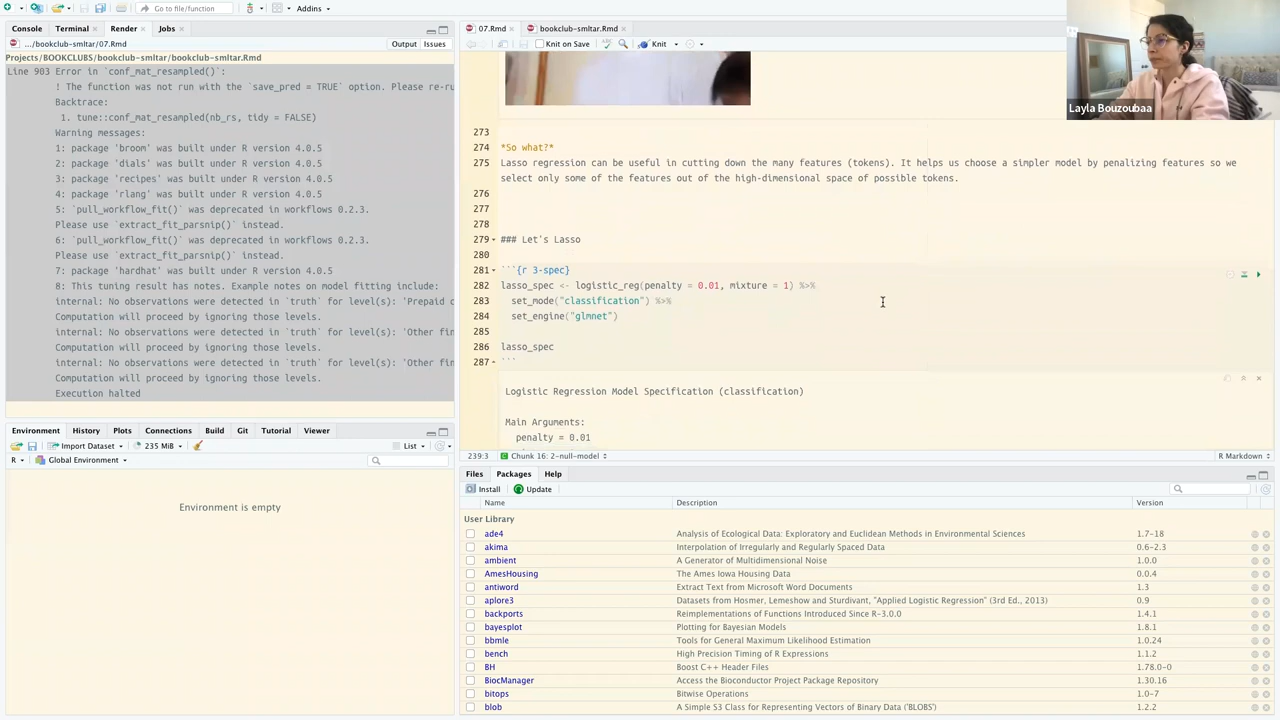 Go to file/function
Addins
Console
Terminal
Render
Jobs
.../bookclub-smltar/07.Rmd
Output
Issues
Projects/BOOKCLUBS/bookclub-smltar/bookclub-smltar.Rmd
Line 903 Error in `conf_mat_resampled()`:
! The function was not run with the `save_pred = TRUE` option. Please re-ru
Backtrace:
1. tune::conf_mat_resampled(nb_rs, tidy = FALSE)
Warning messages:
1: package 'broom' was built under R version 4.0.5
2: package 'dials' was built under R version 4.0.5
3: package 'recipes' was built under R version 4.0.5
4: package 'rlang' was built under R version 4.0.5
5: `pull_workflow_fit()` was deprecated in workflows 0.2.3.
Please use `extract_fit_parsnip()` instead.
6: `pull_workflow_fit()` was deprecated in workflows 0.2.3.
Please use `extract_fit_parsnip()` instead.
7: package 'hardhat' was built under R version 4.0.5
8: This tuning result has notes. Example notes on model fitting include:
internal: No observations were detected in `truth` for level(s): 'Prepaid c
Computation will proceed by ignoring those levels.
internal: No observations were detected in `truth` for level(s): 'Other fin
Computation will proceed by ignoring those levels.
internal: No observations were detected in `truth` for level(s): 'Other fin
Computation will proceed by ignoring those levels.
Execution halted
Environment
History
Plots
Connections
Build
Git
Tutorial
Viewer
Import Dataset
235 MiB
List
R
Global Environment
Environment is empty
07.Rmd
bookclub-smltar.Rmd
Knit on Save
Knit
Layla Bouzoubaa
273
274 *So what?*
275 Lasso regression can be useful in cutting down the many features (tokens). It helps us choose a simpler model by penalizing features so we
select only some of the features out of the high-dimensional space of possible tokens.
276
277
278
279 ### Let's Lasso
280
281 ```{r 3-spec}
282 lasso_spec <- logistic_reg(penalty = 0.01, mixture = 1) %>%
283 set_mode("classification") %>%
284 set_engine("glmnet")
285
286 lasso_spec
287 ```
Logistic Regression Model Specification (classification)
Main Arguments:
penalty = 0.01
239:3
Chunk 16: 2-null-model
R Markdown
Files
Packages
Help
Install
Update
Name Description Version
User Library
ade4 Analysis of Ecological Data: Exploratory and Euclidean Methods in Environmental Sciences 1.7-18
akima Interpolation of Irregularly and Regularly Spaced Data 0.6-2.3
ambient A Generator of Multidimensional Noise 1.0.0
AmesHousing The Ames Iowa Housing Data 0.0.4
antiword Extract Text from Microsoft Word Documents 1.3
aplore3 Datasets from Hosmer, Lemeshow and Sturdivant, "Applied Logistic Regression" (3rd Ed., 2013) 0.9
backports Reimplementations of Functions Introduced Since R-3.0.0 1.4.1
bayesplot Plotting for Bayesian Models 1.8.1
bbmle Tools for General Maximum Likelihood Estimation 1.0.24
bench High Precision Timing of R Expressions 1.1.2
BH Boost C++ Header Files 1.78.0-0
BiocManager Access the Bioconductor Project Package Repository 1.30.16
bitops Bitwise Operations 1.0-7
blob A Simple S3 Class for Representing Vectors of Binary Data ('BLOBS') 1.2.2